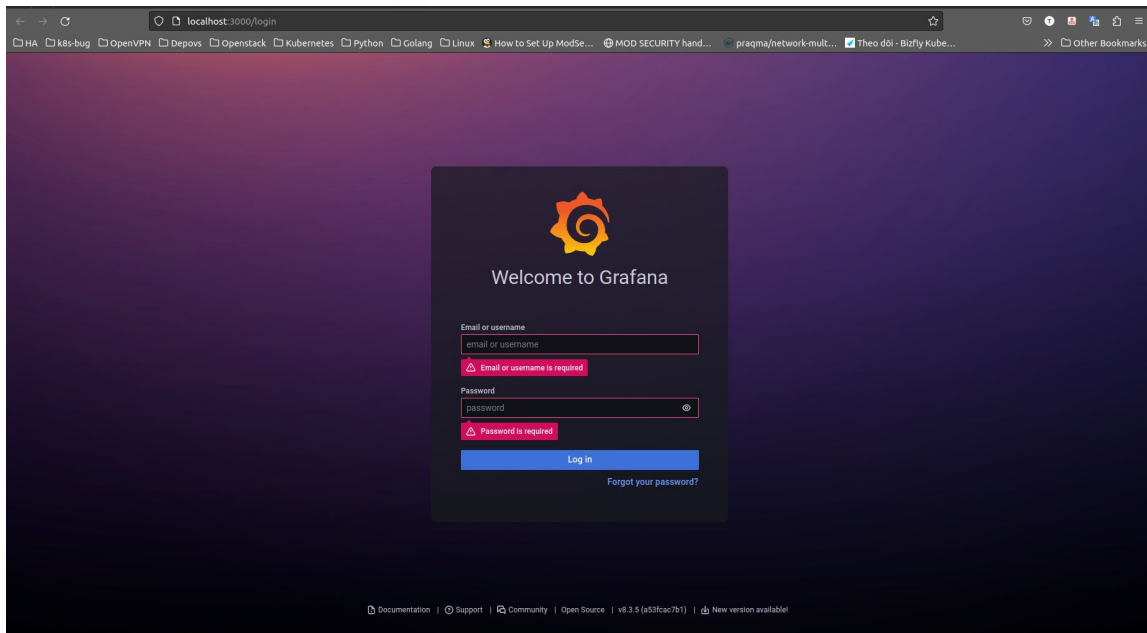 localhost:3000/login
HA k8s-bug OpenVPN Depovs Openstack Kubernetes Python Golang Linux How to Set Up ModSe... MOD SECURITY hand... praqma/network-mult... Theo dõi - Bizfly Kube... Other Bookmarks
Welcome to Grafana
Email or username
email or username
Email or username is required
Password
password
Password is required
Log in
Forgot your password?
Documentation | Support | Community | Open Source | v8.3.5 (a53fcac7b1) | New version available!